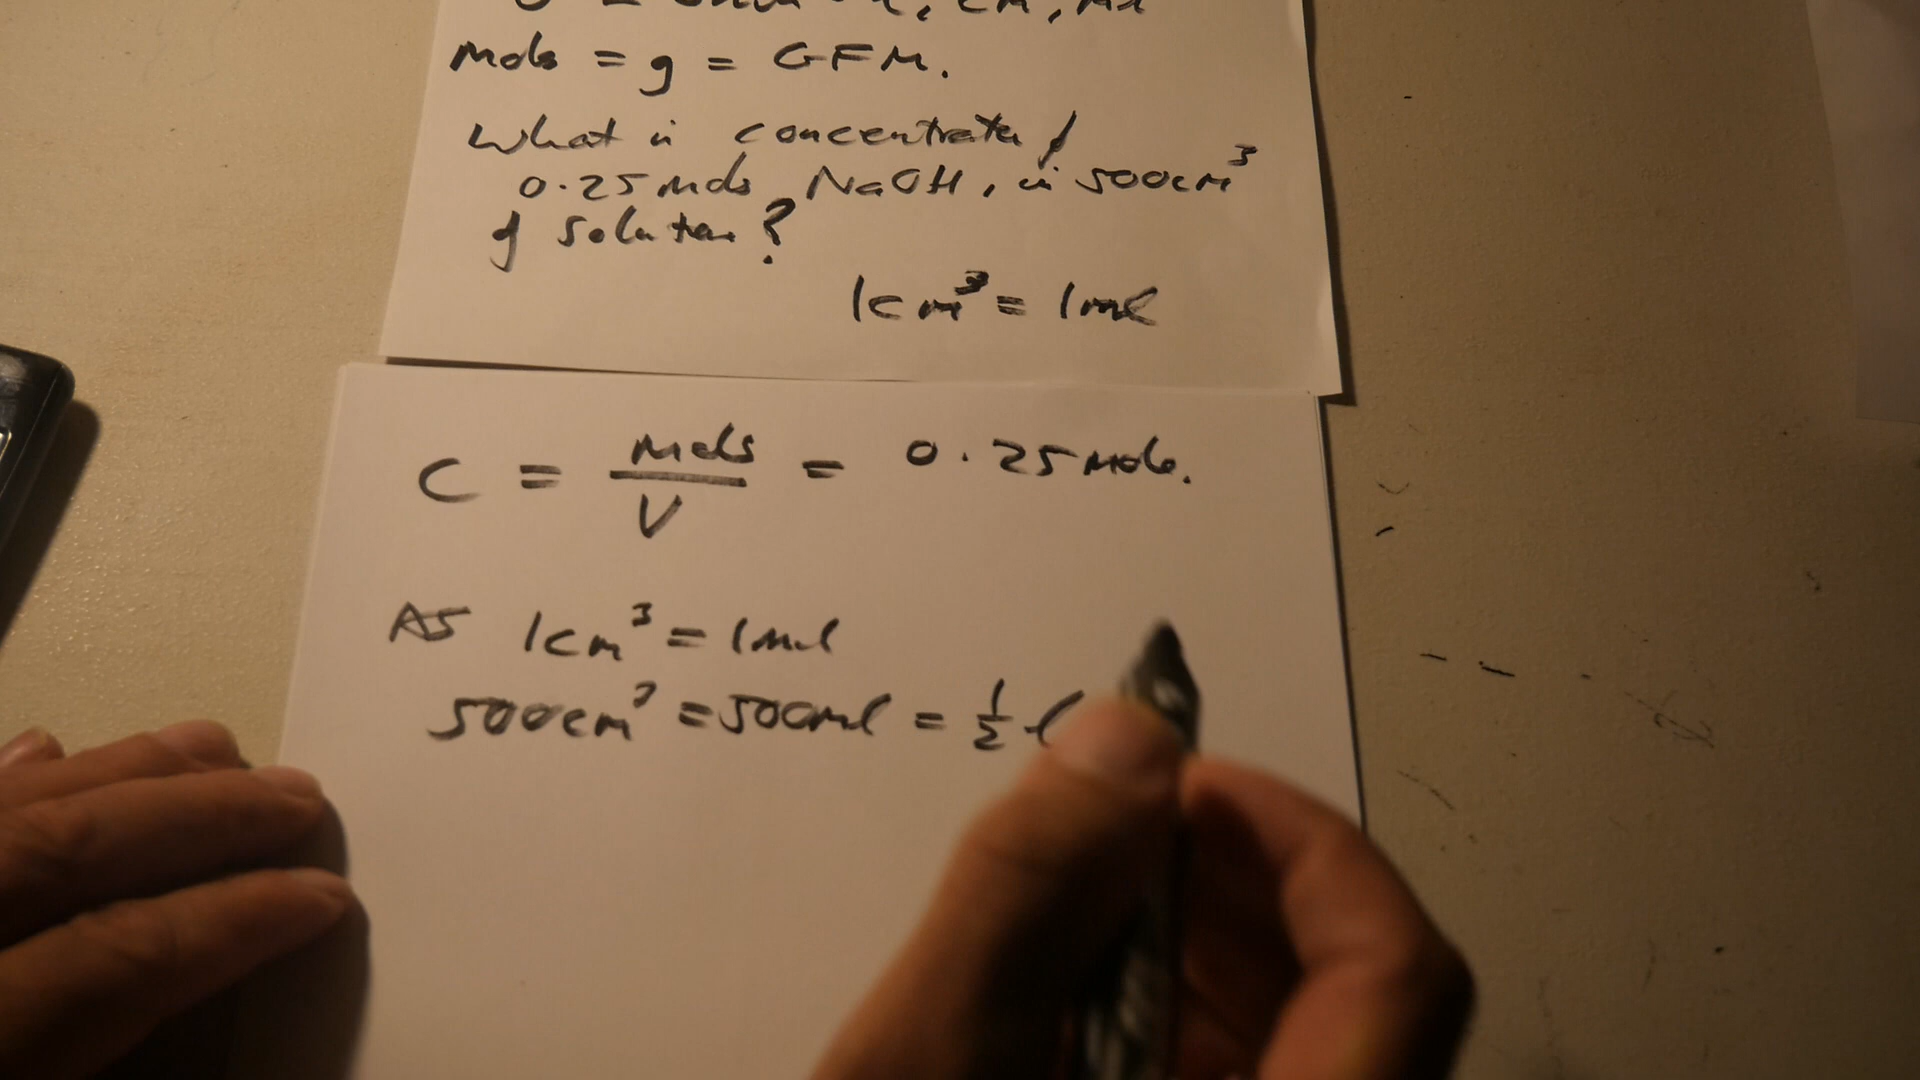 mols = g = GFM.
What is concentration of
0.25 mols NaOH, in 500cm³
of solution?
1cm³ = 1ml
C = mols/V = 0.25 mols.
AS 1cm³ = 1ml
500cm³ = 500ml = ½ l